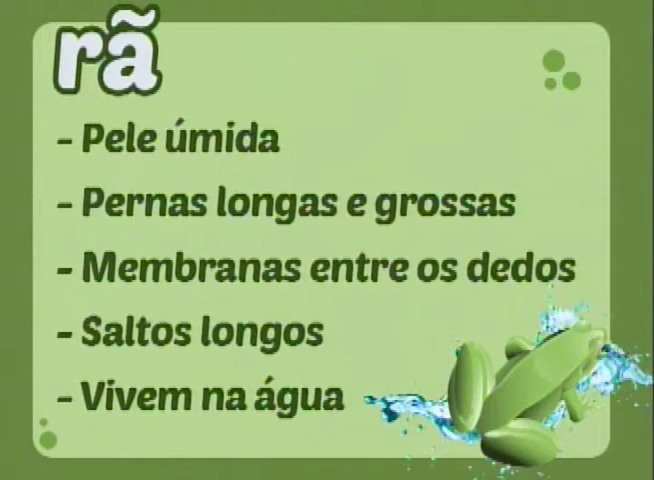 rã
- Pele úmida
- Pernas longas e grossas
- Membranas entre os dedos
- Saltos longos
- Vivem na água